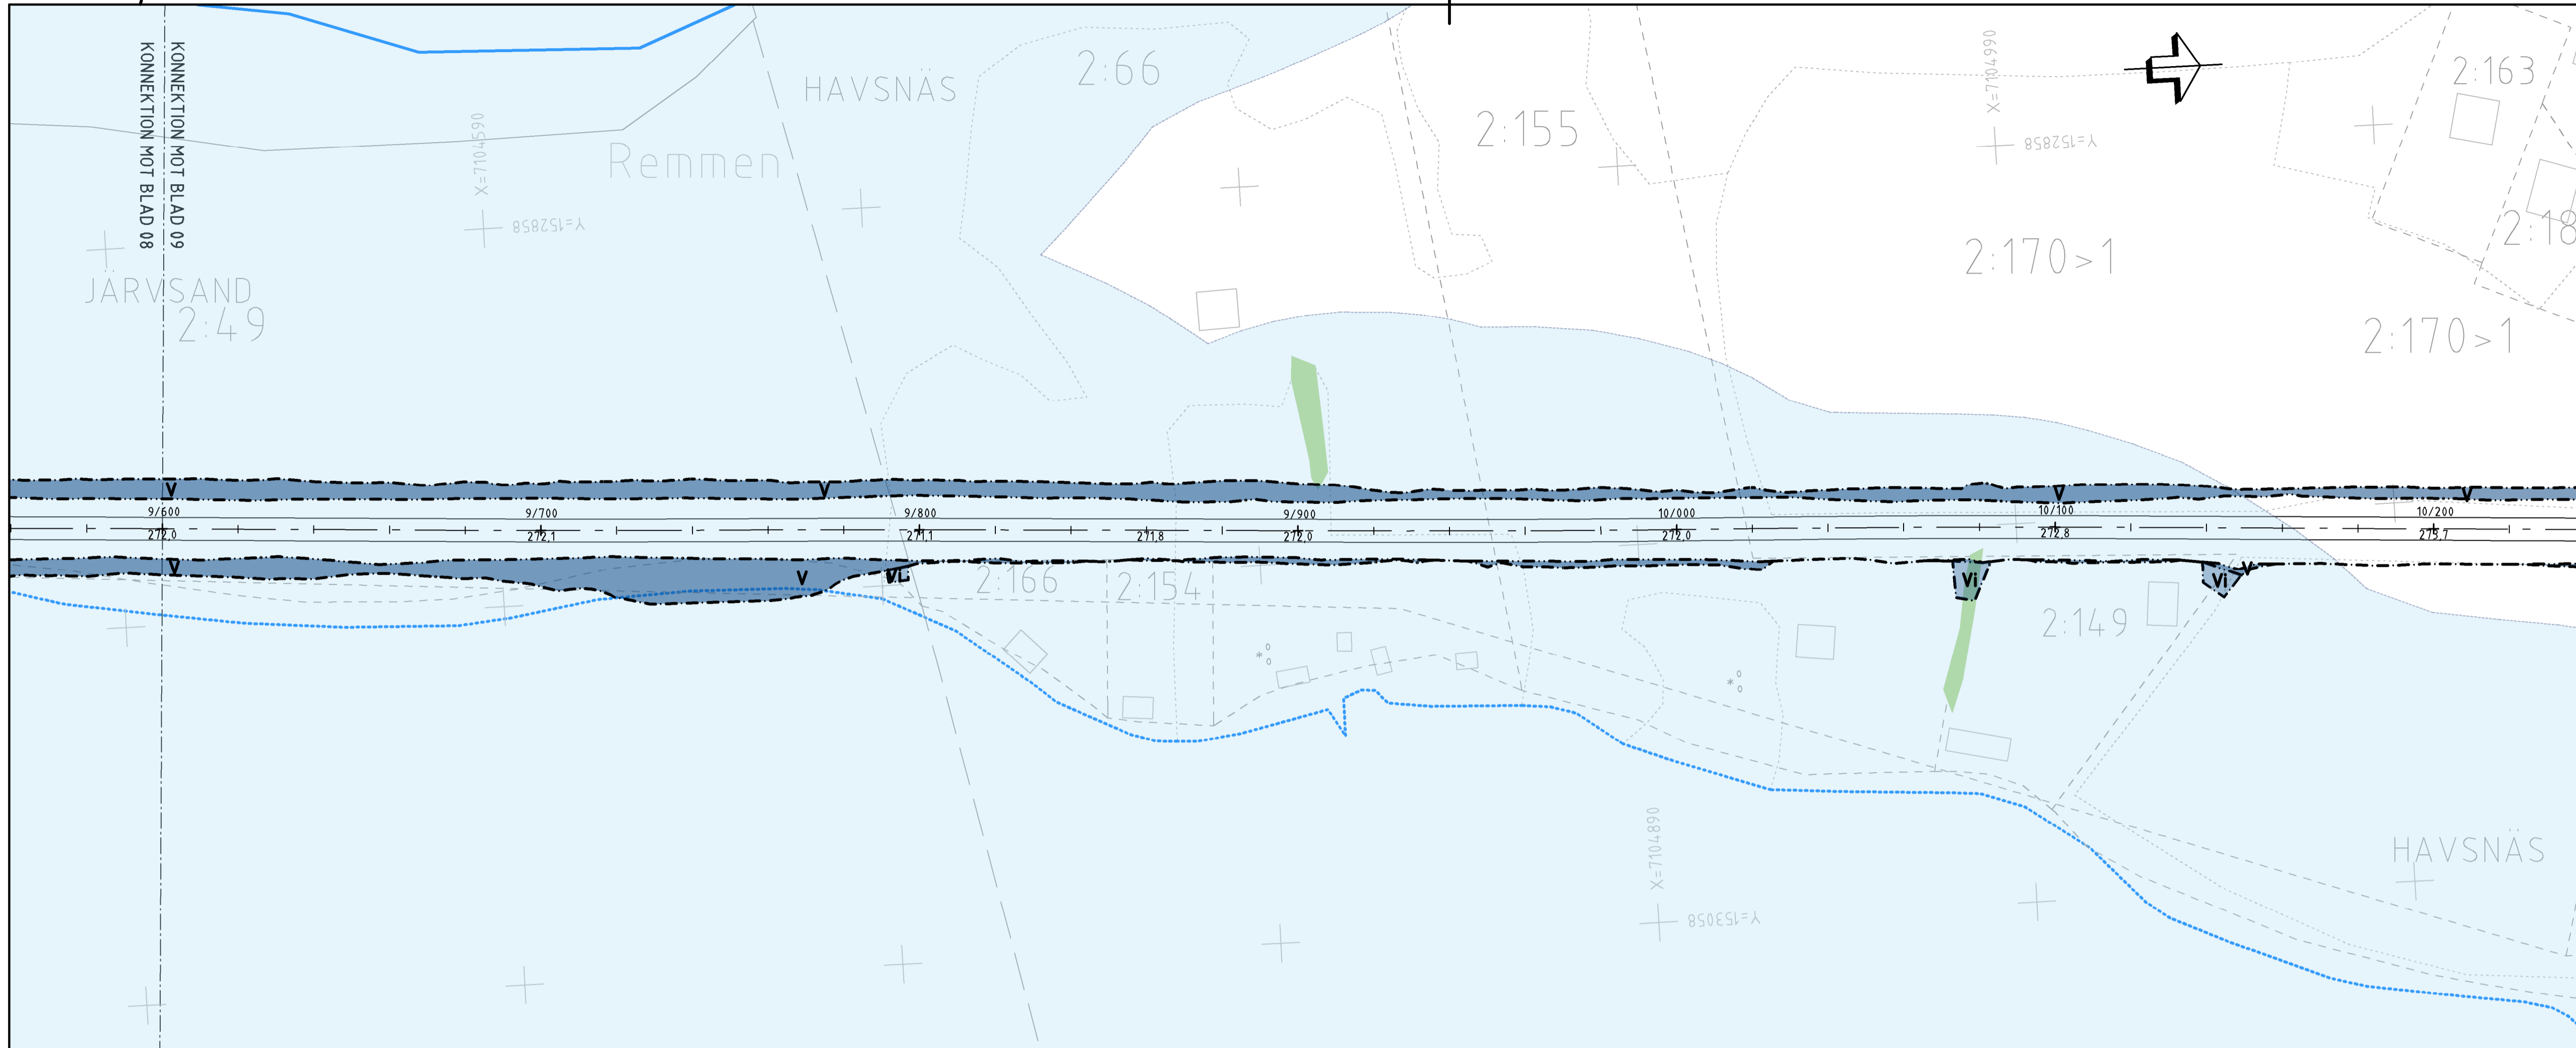 KONNEKTION MOT BLAD 09
KONNEKTION MOT BLAD 08
HAVSNÄS
2:66
2:163
2:155
X=7104590
X=7104990
Y=152858
Y=152858
Remmen
2:18
2:170>1
JÄRVSAND
2:49
2:170>1
V
V
V
V
9/600
9/700
9/800
9/900
10/000
10/100
10/200
272,0
272,1
271,1
271,8
272,0
272,0
272,8
273,7
V
V
Vi
Vi
Vi
V
2:166
2:154
2:149
X=7104890
Y=153058
HAVSNÄS